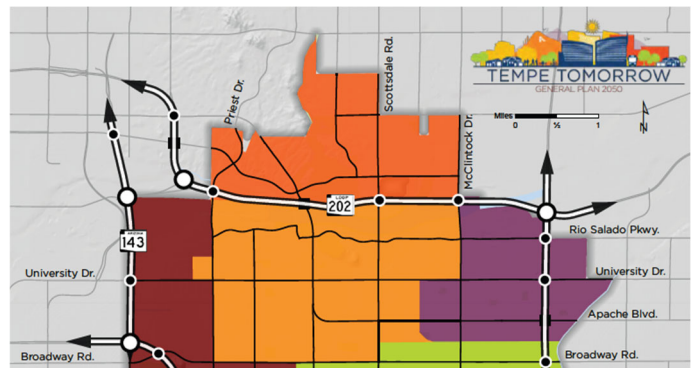 TEMPE TOMORROW
GENERAL PLAN 2050
Miles
0 ½ 1
N
Scottsdale Rd.
Priest Dr.
McClintock Dr.
LOOP
202
ARIZONA
143
Rio Salado Pkwy.
University Dr.
University Dr.
Apache Blvd.
Broadway Rd.
Broadway Rd.